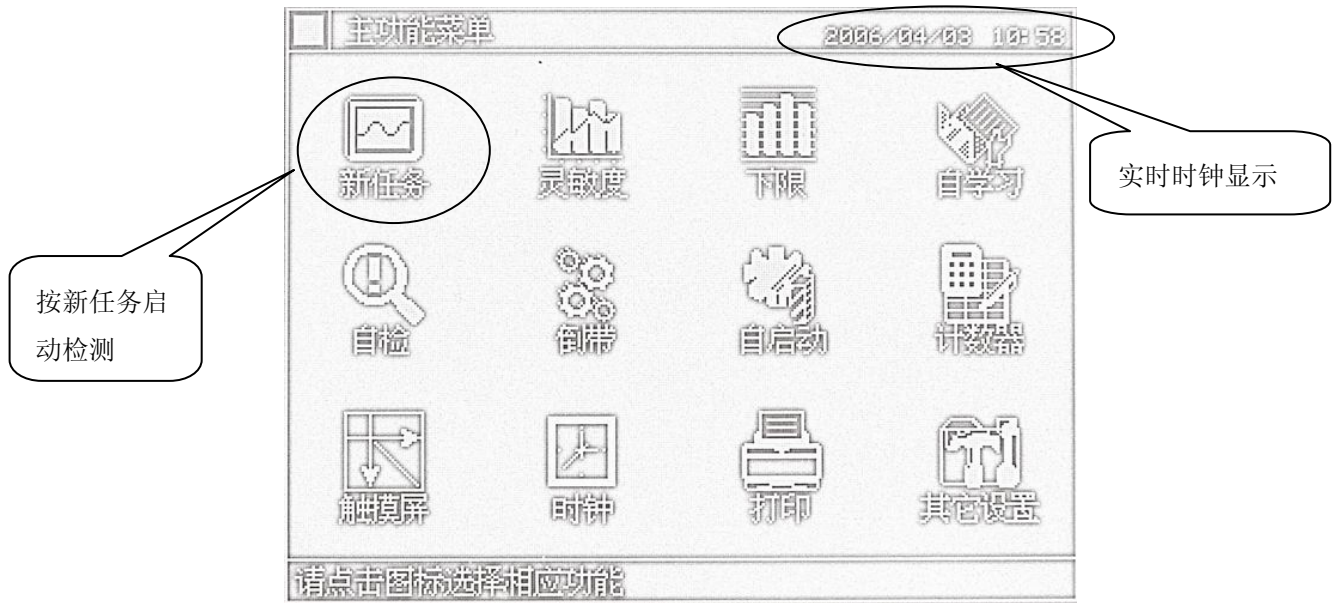 主功能菜单 2006/04/03 10:58
新任务 灵敏度 下限 自学习
实时时钟显示
自检 倒带 自启动 计数器
按新任务启
动检测
触摸屏 时钟 打印 其它设置
请点击图标选择相应功能